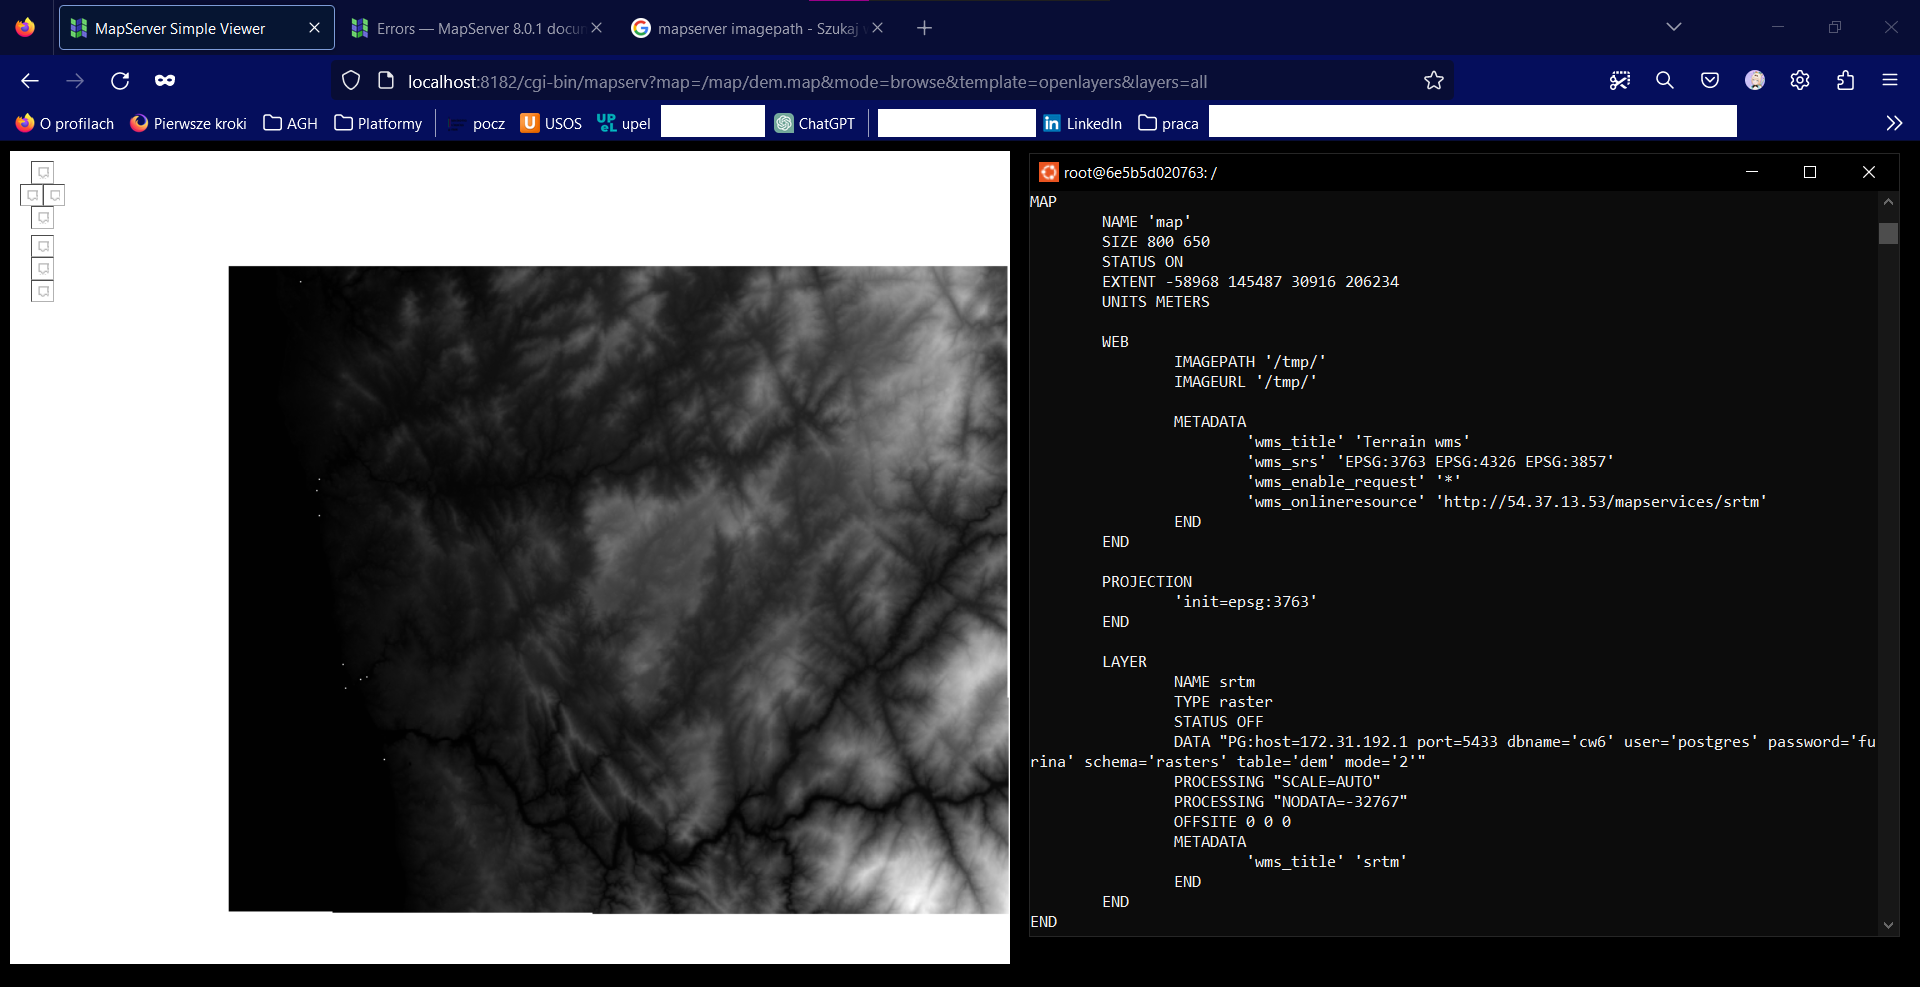 MapServer Simple Viewer
Errors — MapServer 8.0.1 docu
mapserver imagepath - Szukaj
localhost:8182/cgi-bin/mapserv?map=/map/dem.map&mode=browse&template=openlayers&layers=all
O profilach
Pierwsze kroki
AGH
Platformy
pocz
USOS
upel
ChatGPT
LinkedIn
praca
root@6e5b5d020763: /
MAP
NAME 'map'
SIZE 800 650
STATUS ON
EXTENT -58968 145487 30916 206234
UNITS METERS
WEB
IMAGEPATH '/tmp/'
IMAGEURL '/tmp/'
METADATA
'wms_title' 'Terrain wms'
'wms_srs' 'EPSG:3763 EPSG:4326 EPSG:3857'
'wms_enable_request' '*'
'wms_onlineresource' 'http://54.37.13.53/mapservices/srtm'
END
END
PROJECTION
'init=epsg:3763'
END
LAYER
NAME srtm
TYPE raster
STATUS OFF
DATA "PG:host=172.31.192.1 port=5433 dbname='cw6' user='postgres' password='fu
rina' schema='rasters' table='dem' mode='2'"
PROCESSING "SCALE=AUTO"
PROCESSING "NODATA=-32767"
OFFSITE 0 0 0
METADATA
'wms_title' 'srtm'
END
END
END